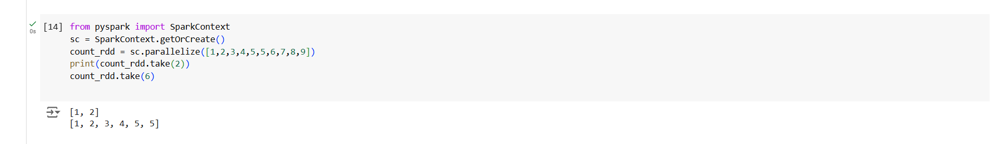 [14] from pyspark import SparkContext
0s
sc = SparkContext.getOrCreate()
count_rdd = sc.parallelize([1,2,3,4,5,5,6,7,8,9])
print(count_rdd.take(2))
count_rdd.take(6)
[1, 2]
[1, 2, 3, 4, 5, 5]